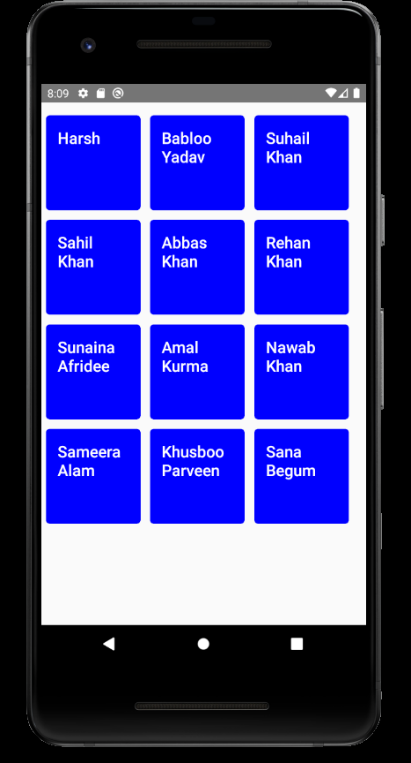 8:09
Harsh
Babloo
Yadav
Suhail
Khan
Sahil
Khan
Abbas
Khan
Rehan
Khan
Sunaina
Afridee
Amal
Kurma
Nawab
Khan
Sameera
Alam
Khusboo
Parveen
Sana
Begum